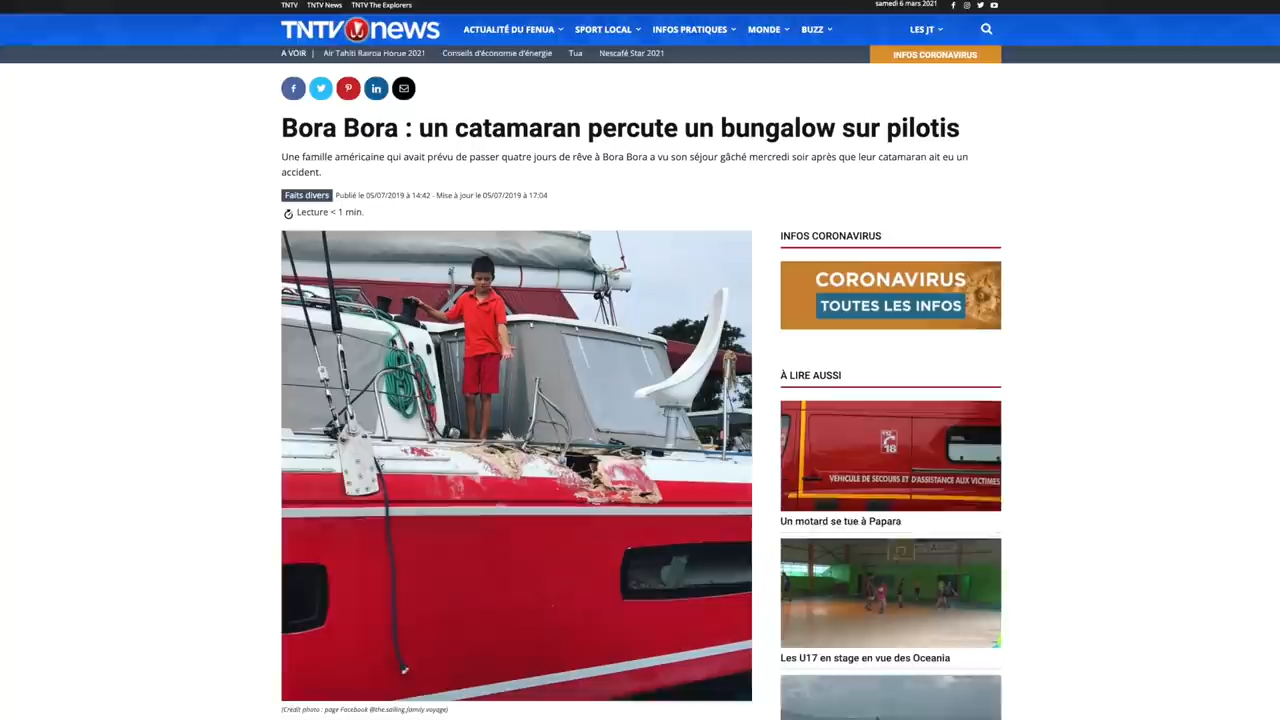 TNTV TNTV News TNTV The Explorers
samedi 6 mars 2021
TNTV news
ACTUALITÉ DU FENUA SPORT LOCAL INFOS PRATIQUES MONDE BUZZ LES JT
A VOIR | Air Tahiti Rairoa Horue 2021 Conseils d'économie d'énergie Tua Nescafé Star 2021
INFOS CORONAVIRUS
Bora Bora : un catamaran percute un bungalow sur pilotis
Une famille américaine qui avait prévu de passer quatre jours de rêve à Bora Bora a vu son séjour gâché mercredi soir après que leur catamaran ait eu un
accident.
Faits divers Publié le 05/07/2019 à 14:42 - Mise à jour le 05/07/2019 à 17:04
Lecture < 1 min.
(Crédit photo : page Facebook @the.sailing.family.voyage)
INFOS CORONAVIRUS
CORONAVIRUS
TOUTES LES INFOS
À LIRE AUSSI
112
18
VÉHICULE DE SECOURS ET D'ASSISTANCE AUX VICTIMES
Un motard se tue à Papara
Les U17 en stage en vue des Oceania